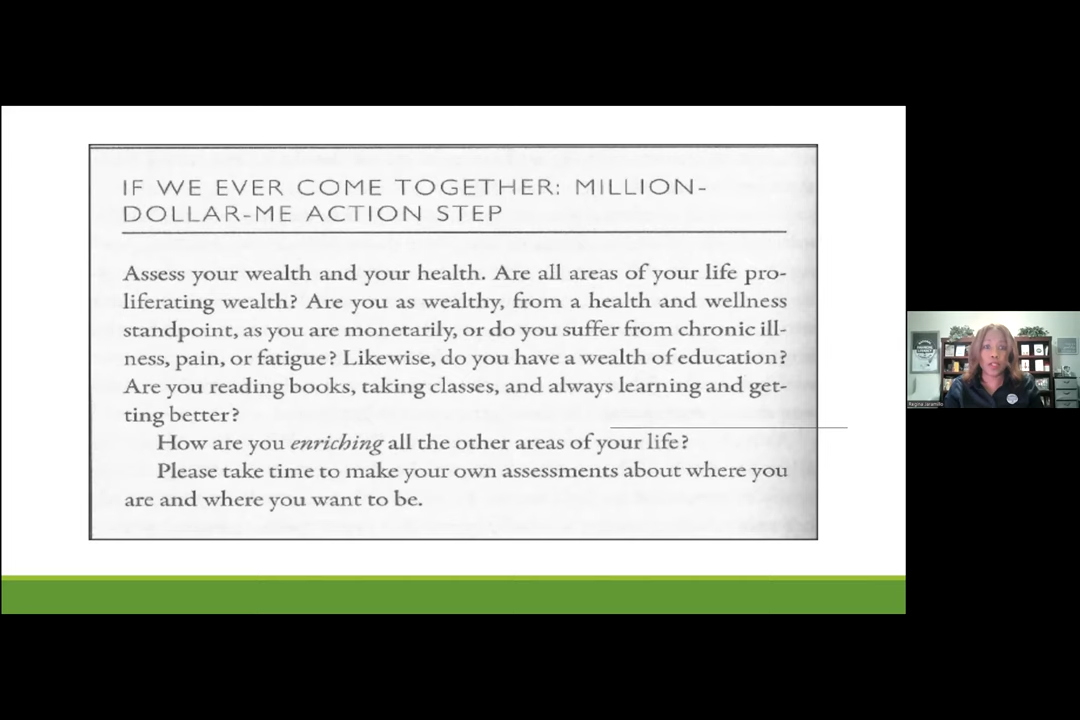 IF WE EVER COME TOGETHER: MILLION-
DOLLAR-ME ACTION STEP
Assess your wealth and your health. Are all areas of your life pro-
liferating wealth? Are you as wealthy, from a health and wellness
standpoint, as you are monetarily, or do you suffer from chronic ill-
ness, pain, or fatigue? Likewise, do you have a wealth of education?
Are you reading books, taking classes, and always learning and get-
ting better?
How are you enriching all the other areas of your life?
Please take time to make your own assessments about where you
are and where you want to be.
Regina Jaramillo